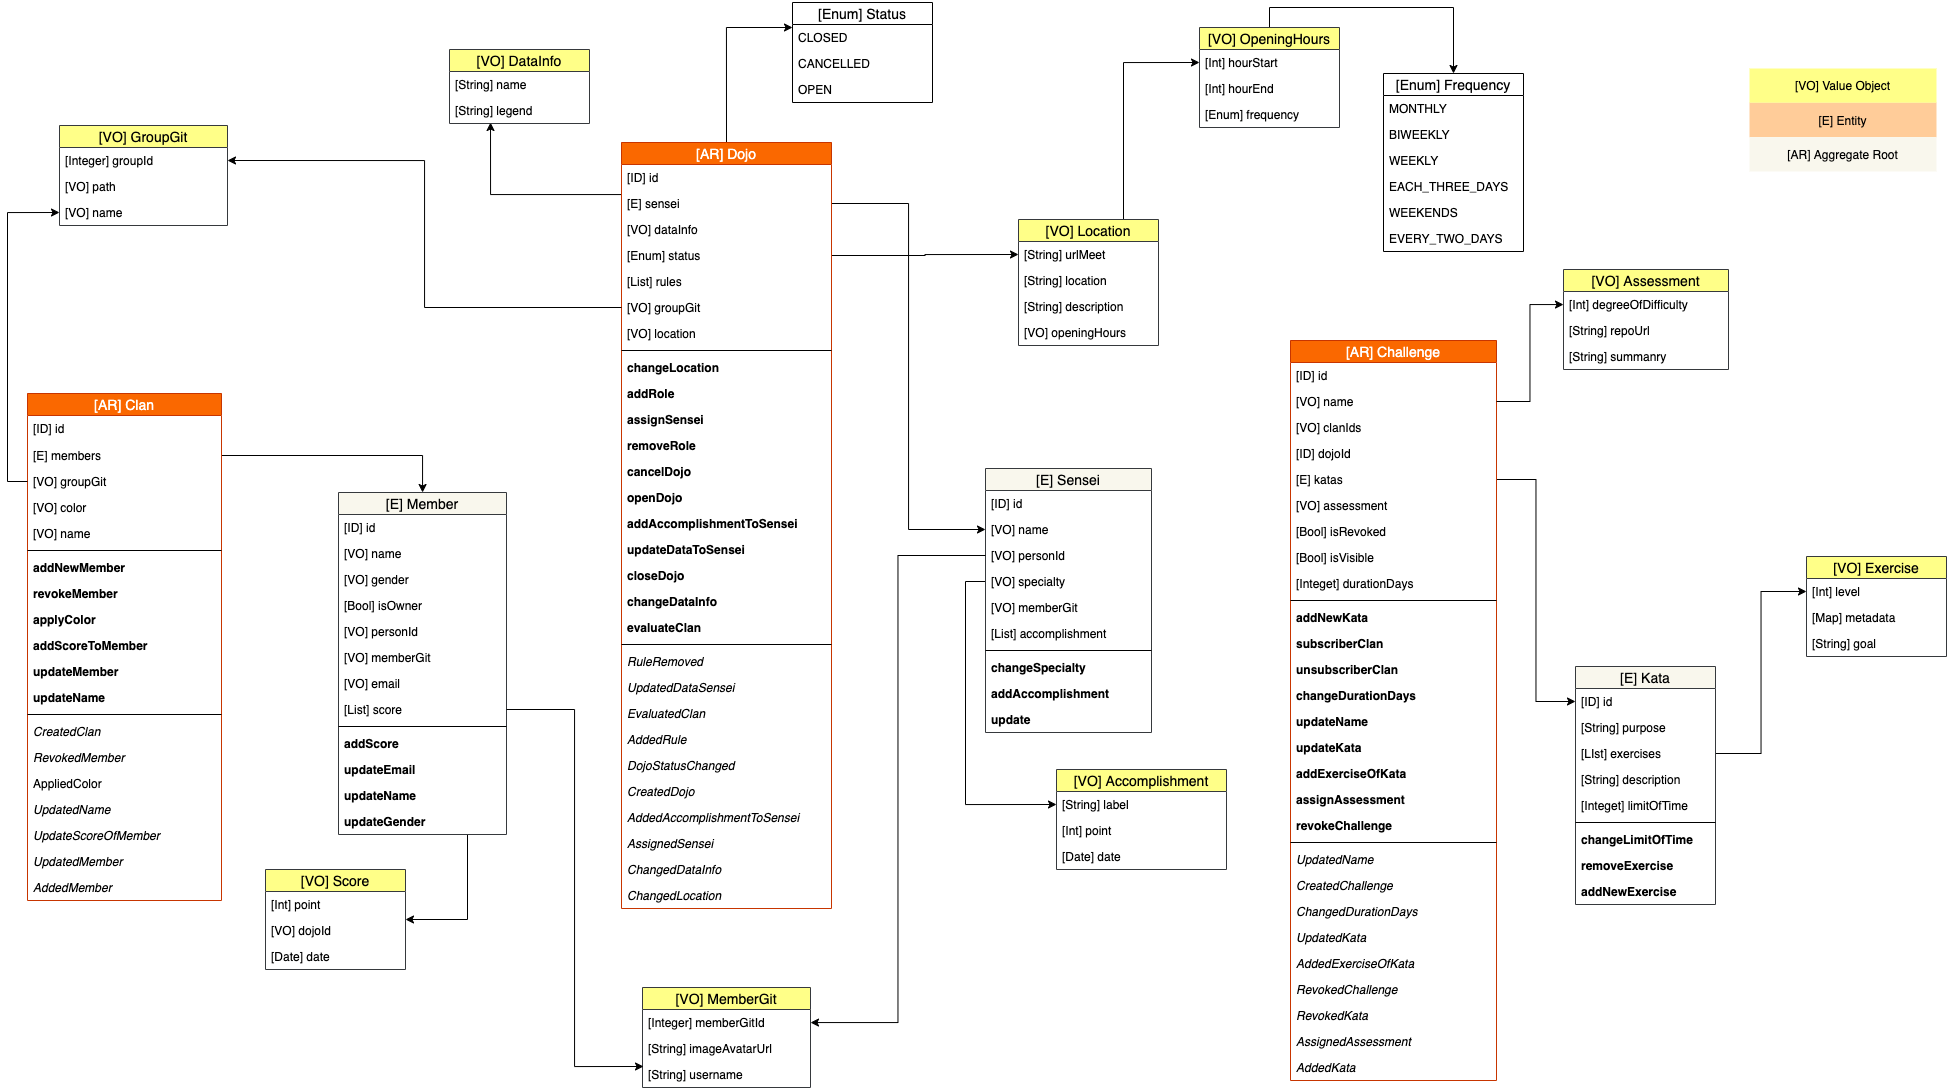 [Enum] Status
CLOSED
CANCELLED
OPEN
[VO] DataInfo
[String] name
[String] legend
[VO] OpeningHours
[Int] hourStart
[Int] hourEnd
[Enum] frequency
[Enum] Frequency
MONTHLY
BIWEEKLY
WEEKLY
EACH_THREE_DAYS
WEEKENDS
EVERY_TWO_DAYS
[VO] Value Object
[E] Entity
[AR] Aggregate Root
[VO] GroupGit
[Integer] groupId
[VO] path
[VO] name
[AR] Dojo
[ID] id
[E] sensei
[VO] dataInfo
[Enum] status
[List] rules
[VO] groupGit
[VO] location
changeLocation
addRole
assignSensei
removeRole
cancelDojo
openDojo
addAccomplishmentToSensei
updateDataToSensei
closeDojo
changeDataInfo
evaluateClan
RuleRemoved
UpdatedDataSensei
EvaluatedClan
AddedRule
DojoStatusChanged
CreatedDojo
AddedAccomplishmentToSensei
AssignedSensei
ChangedDataInfo
ChangedLocation
[VO] Location
[String] urlMeet
[String] location
[String] description
[VO] openingHours
[VO] Assessment
[Int] degreeOfDifficulty
[String] repoUrl
[String] summanry
[AR] Challenge
[ID] id
[VO] name
[VO] clanIds
[ID] dojoId
[E] katas
[VO] assessment
[Bool] isRevoked
[Bool] isVisible
[Integet] durationDays
addNewKata
subscriberClan
unsubscriberClan
changeDurationDays
updateName
updateKata
addExerciseOfKata
assignAssessment
revokeChallenge
UpdatedName
CreatedChallenge
ChangedDurationDays
UpdatedKata
AddedExerciseOfKata
RevokedChallenge
RevokedKata
AssignedAssessment
AddedKata
[AR] Clan
[ID] id
[E] members
[VO] groupGit
[VO] color
[VO] name
addNewMember
revokeMember
applyColor
addScoreToMember
updateMember
updateName
CreatedClan
RevokedMember
AppliedColor
UpdatedName
UpdateScoreOfMember
UpdatedMember
AddedMember
[E] Member
[ID] id
[VO] name
[VO] gender
[Bool] isOwner
[VO] personId
[VO] memberGit
[VO] email
[List] score
addScore
updateEmail
updateName
updateGender
[E] Sensei
[ID] id
[VO] name
[VO] personId
[VO] specialty
[VO] memberGit
[List] accomplishment
changeSpecialty
addAccomplishment
update
[VO] Exercise
[Int] level
[Map] metadata
[String] goal
[E] Kata
[ID] id
[String] purpose
[LIst] exercises
[String] description
[Integet] limitOfTime
changeLimitOfTime
removeExercise
addNewExercise
[VO] Accomplishment
[String] label
[Int] point
[Date] date
[VO] Score
[Int] point
[VO] dojoId
[Date] date
[VO] MemberGit
[Integer] memberGitId
[String] imageAvatarUrl
[String] username